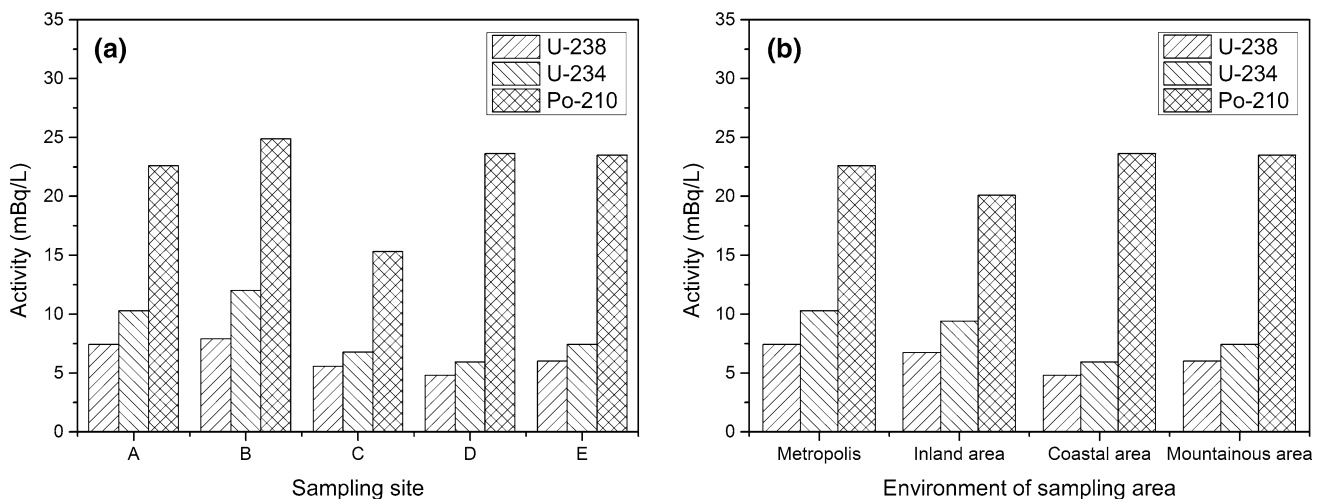 (a)
U-238
U-234
Po-210
35
30
25
20
15
10
5
0
Activity (mBq/L)
A B C D E
Sampling site
(b)
U-238
U-234
Po-210
35
30
25
20
15
10
5
0
Activity (mBq/L)
Metropolis Inland area Coastal area Mountainous area
Environment of sampling area